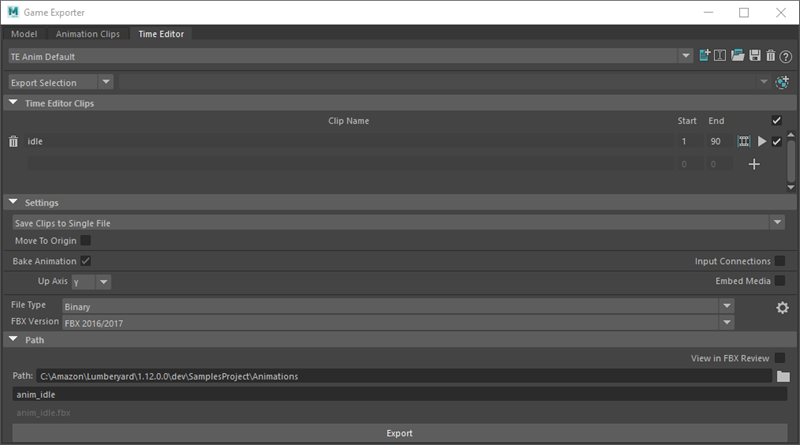 M Game Exporter
Model Animation Clips Time Editor
TE Anim Default
Export Selection
Time Editor Clips
Clip Name Start End
idle 1 90
0 0
Settings
Save Clips to Single File
Move To Origin
Bake Animation Input Connections
Up Axis y Embed Media
File Type Binary
FBX Version FBX 2016/2017
Path
View in FBX Review
Path: C:\Amazon\Lumberyard\1.12.0.0\dev\SamplesProject\Animations
anim_idle
anim_idle.fbx
Export